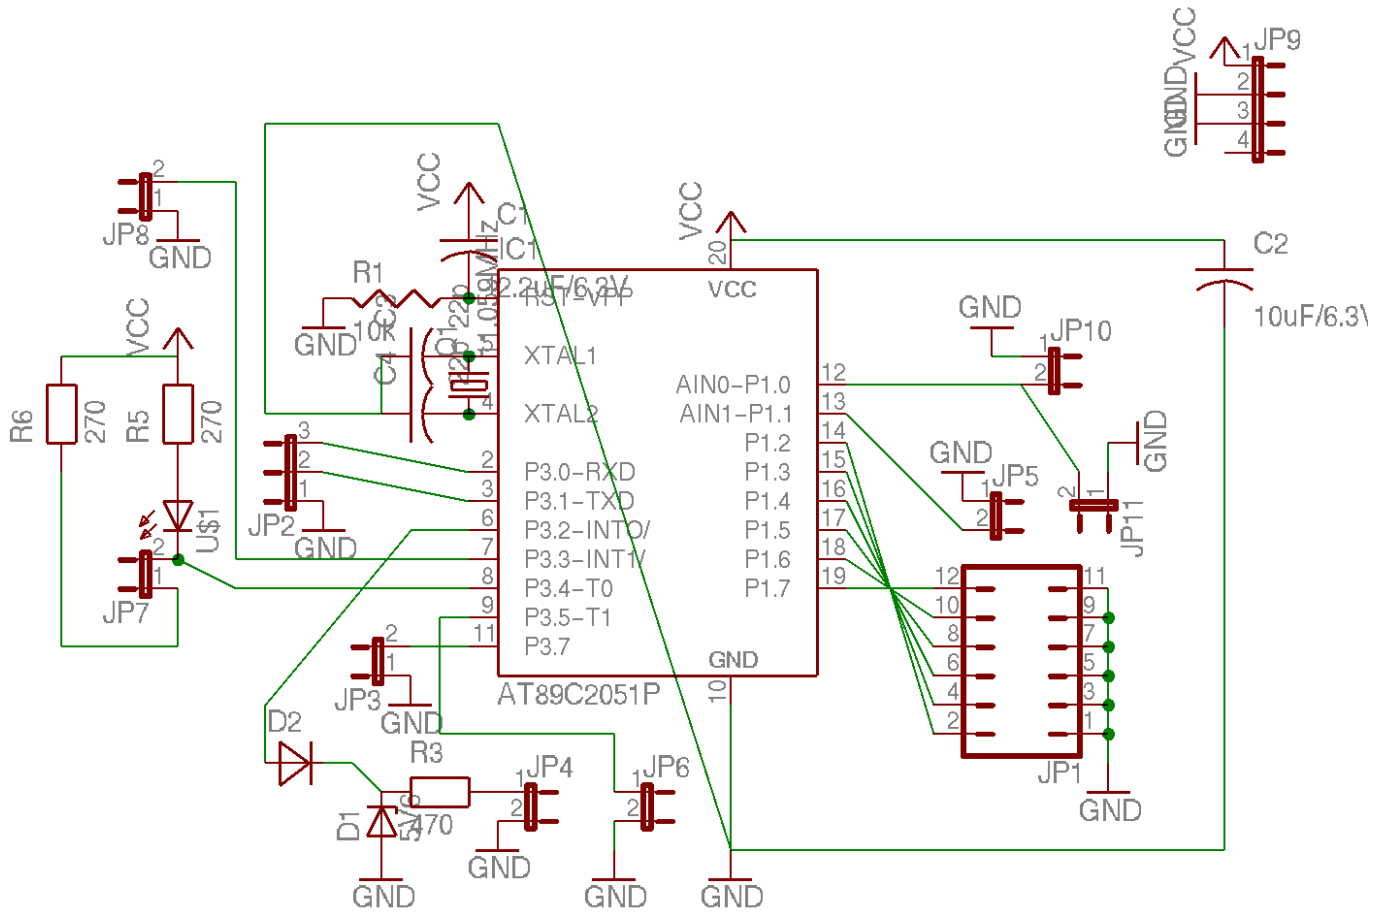 VCC
JP9
1
2
3
4
GND
GND
JP8
2
1
GND
VCC
C1
2.2uF/6.3V
IC1
VCC
20
C2
10uF/6.3V
R1
10k
GND
C3
22p
C4
22p
Q1
11.059MHz
RST-VPP
VCC
5
XTAL1
4
XTAL2
2
P3.0-RXD
3
P3.1-TXD
6
P3.2-INT0/
7
P3.3-INT1/
8
P3.4-T0
9
P3.5-T1
11
P3.7
AIN0-P1.0
12
AIN1-P1.1
13
P1.2
14
P1.3
15
P1.4
16
P1.5
17
P1.6
18
P1.7
19
GND
10
AT89C2051P
GND
JP10
1
2
GND
JP11
2
1
GND
JP5
1
2
12
11
10
9
8
7
6
5
4
3
2
1
JP1
GND
VCC
R6
270
R5
270
U$1
JP7
2
1
JP2
3
2
1
GND
JP3
2
1
GND
D2
R3
470
D1
5V6
GND
JP4
1
2
GND
JP6
1
2
GND
GND